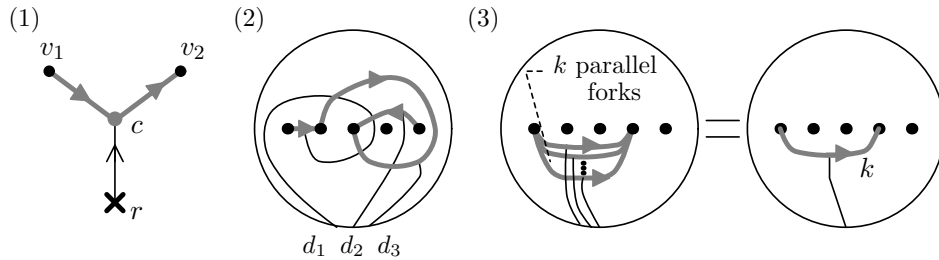 (1)
v₁
v₂
c
r
(2)
d₁ d₂ d₃
(3)
k parallel
forks
=
k